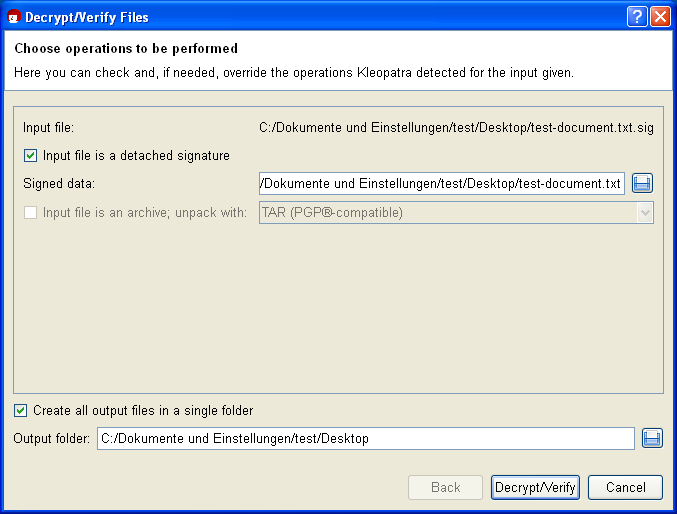 Decrypt/Verify Files
Choose operations to be performed
Here you can check and, if needed, override the operations Kleopatra detected for the input given.
Input file: C:/Dokumente und Einstellungen/test/Desktop/test-document.txt.sig
Input file is a detached signature
Signed data: /Dokumente und Einstellungen/test/Desktop/test-document.txt
Input file is an archive; unpack with: TAR (PGP®-compatible)
Create all output files in a single folder
Output folder: C:/Dokumente und Einstellungen/test/Desktop
Back Decrypt/Verify Cancel